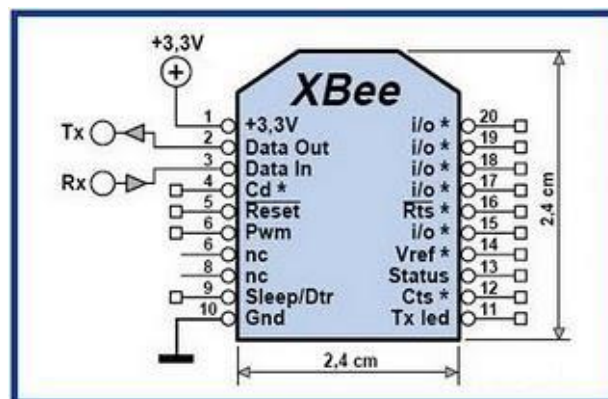 +3,3V
XBee
1 +3,3V i/o * 20
Tx 2 Data Out i/o * 19
3 Data In i/o * 18
Rx 4 Cd * i/o * 17
5 Reset Rts * 16
6 Pwm i/o * 15
6 nc Vref * 14
8 nc Status 13
9 Sleep/Dtr Cts * 12
10 Gnd Tx led 11
2,4 cm
2,4 cm